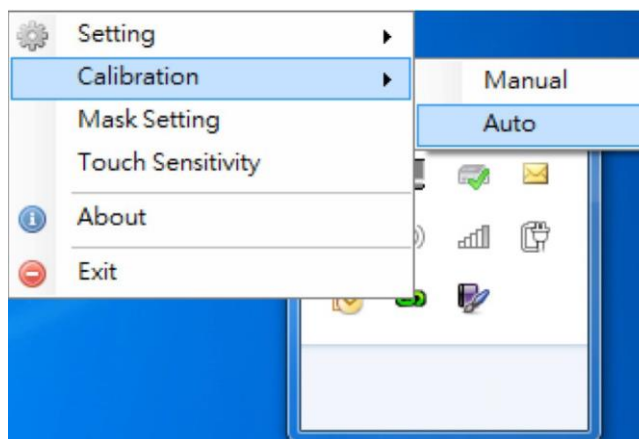 Setting
Calibration
Manual
Mask Setting
Auto
Touch Sensitivity
About
Exit